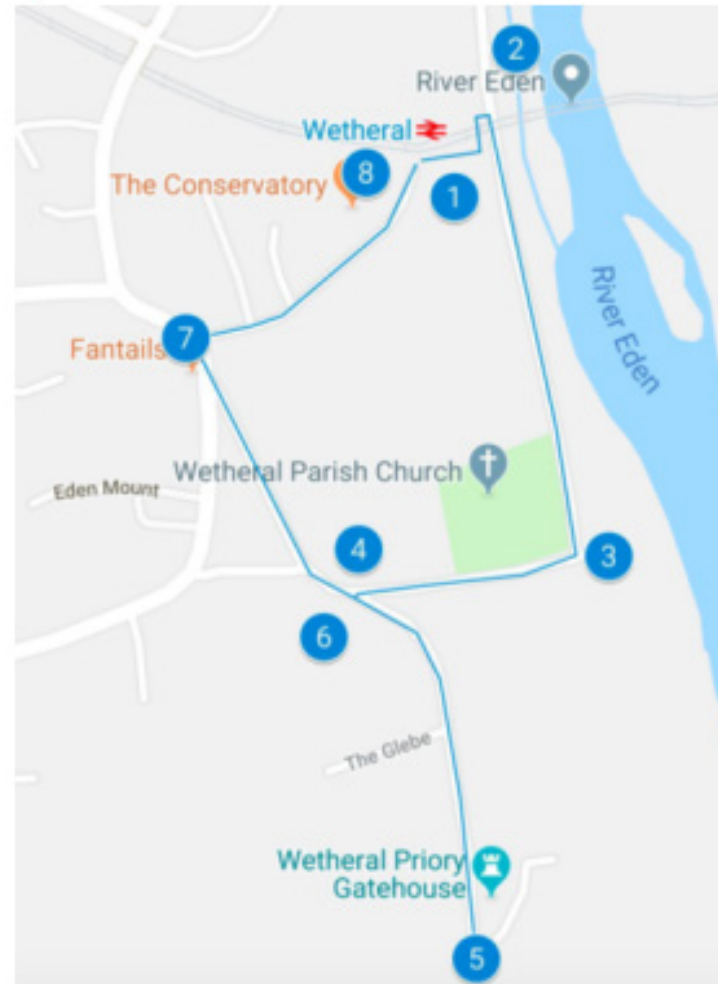 2
River Eden
Wetheral
The Conservatory
8
1
River Eden
7
Fantails
Wetheral Parish Church
Eden Mount
4
3
6
The Glebe
Wetheral Priory
Gatehouse
5